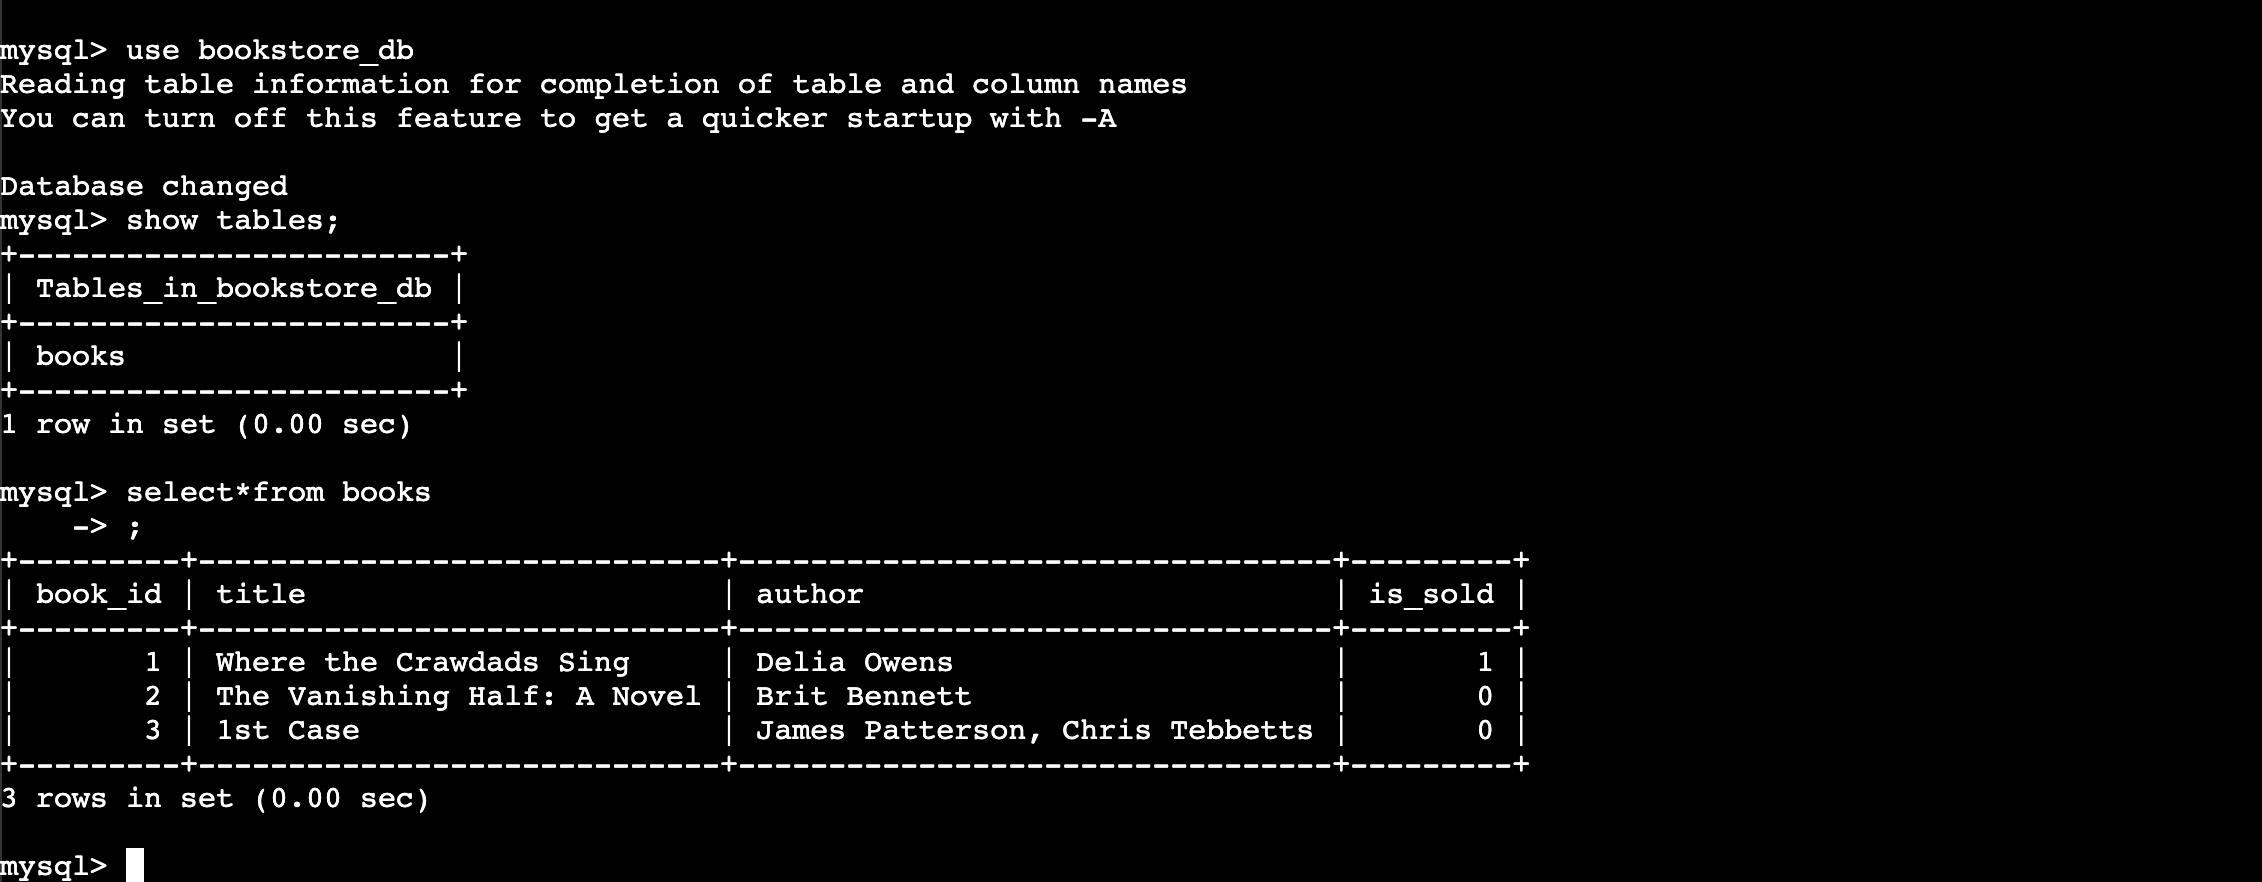 mysql> use bookstore_db
Reading table information for completion of table and column names
You can turn off this feature to get a quicker startup with -A

Database changed
mysql> show tables;
+------------------------+
| Tables_in_bookstore_db |
+------------------------+
| books                  |
+------------------------+
1 row in set (0.00 sec)

mysql> select*from books
    -> ;
+---------+----------------------------+---------------------------------+---------+
| book_id | title                      | author                          | is_sold |
+---------+----------------------------+---------------------------------+---------+
|       1 | Where the Crawdads Sing    | Delia Owens                     |       1 |
|       2 | The Vanishing Half: A Novel | Brit Bennett                    |       0 |
|       3 | 1st Case                   | James Patterson, Chris Tebbetts |       0 |
+---------+----------------------------+---------------------------------+---------+
3 rows in set (0.00 sec)

mysql>